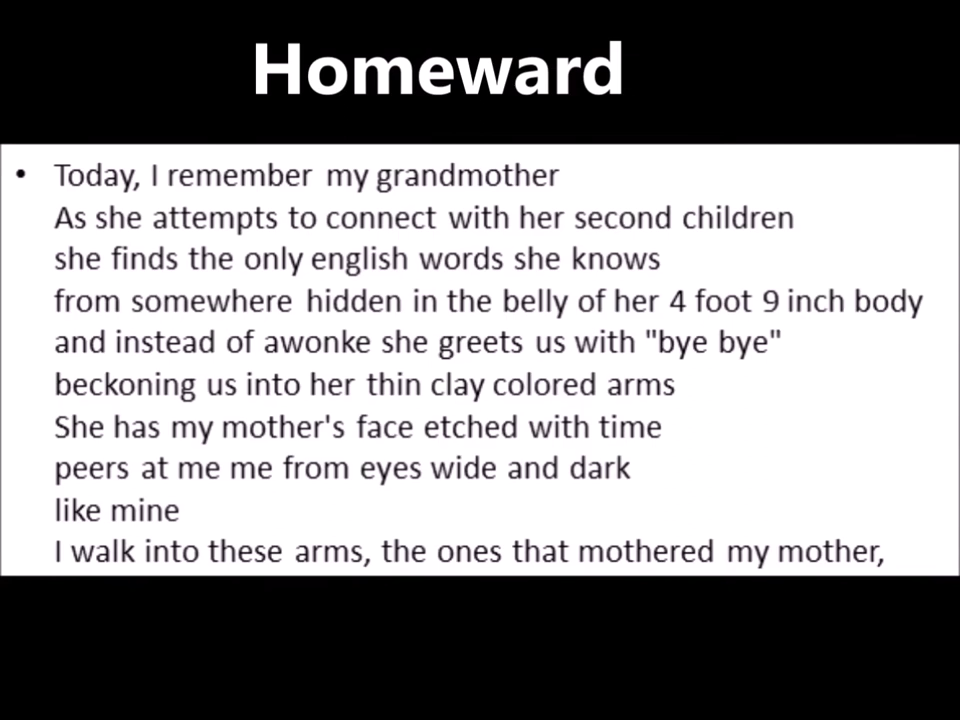 Homeward
• Today, I remember my grandmother
As she attempts to connect with her second children
she finds the only english words she knows
from somewhere hidden in the belly of her 4 foot 9 inch body
and instead of awonke she greets us with "bye bye"
beckoning us into her thin clay colored arms
She has my mother's face etched with time
peers at me me from eyes wide and dark
like mine
I walk into these arms, the ones that mothered my mother,